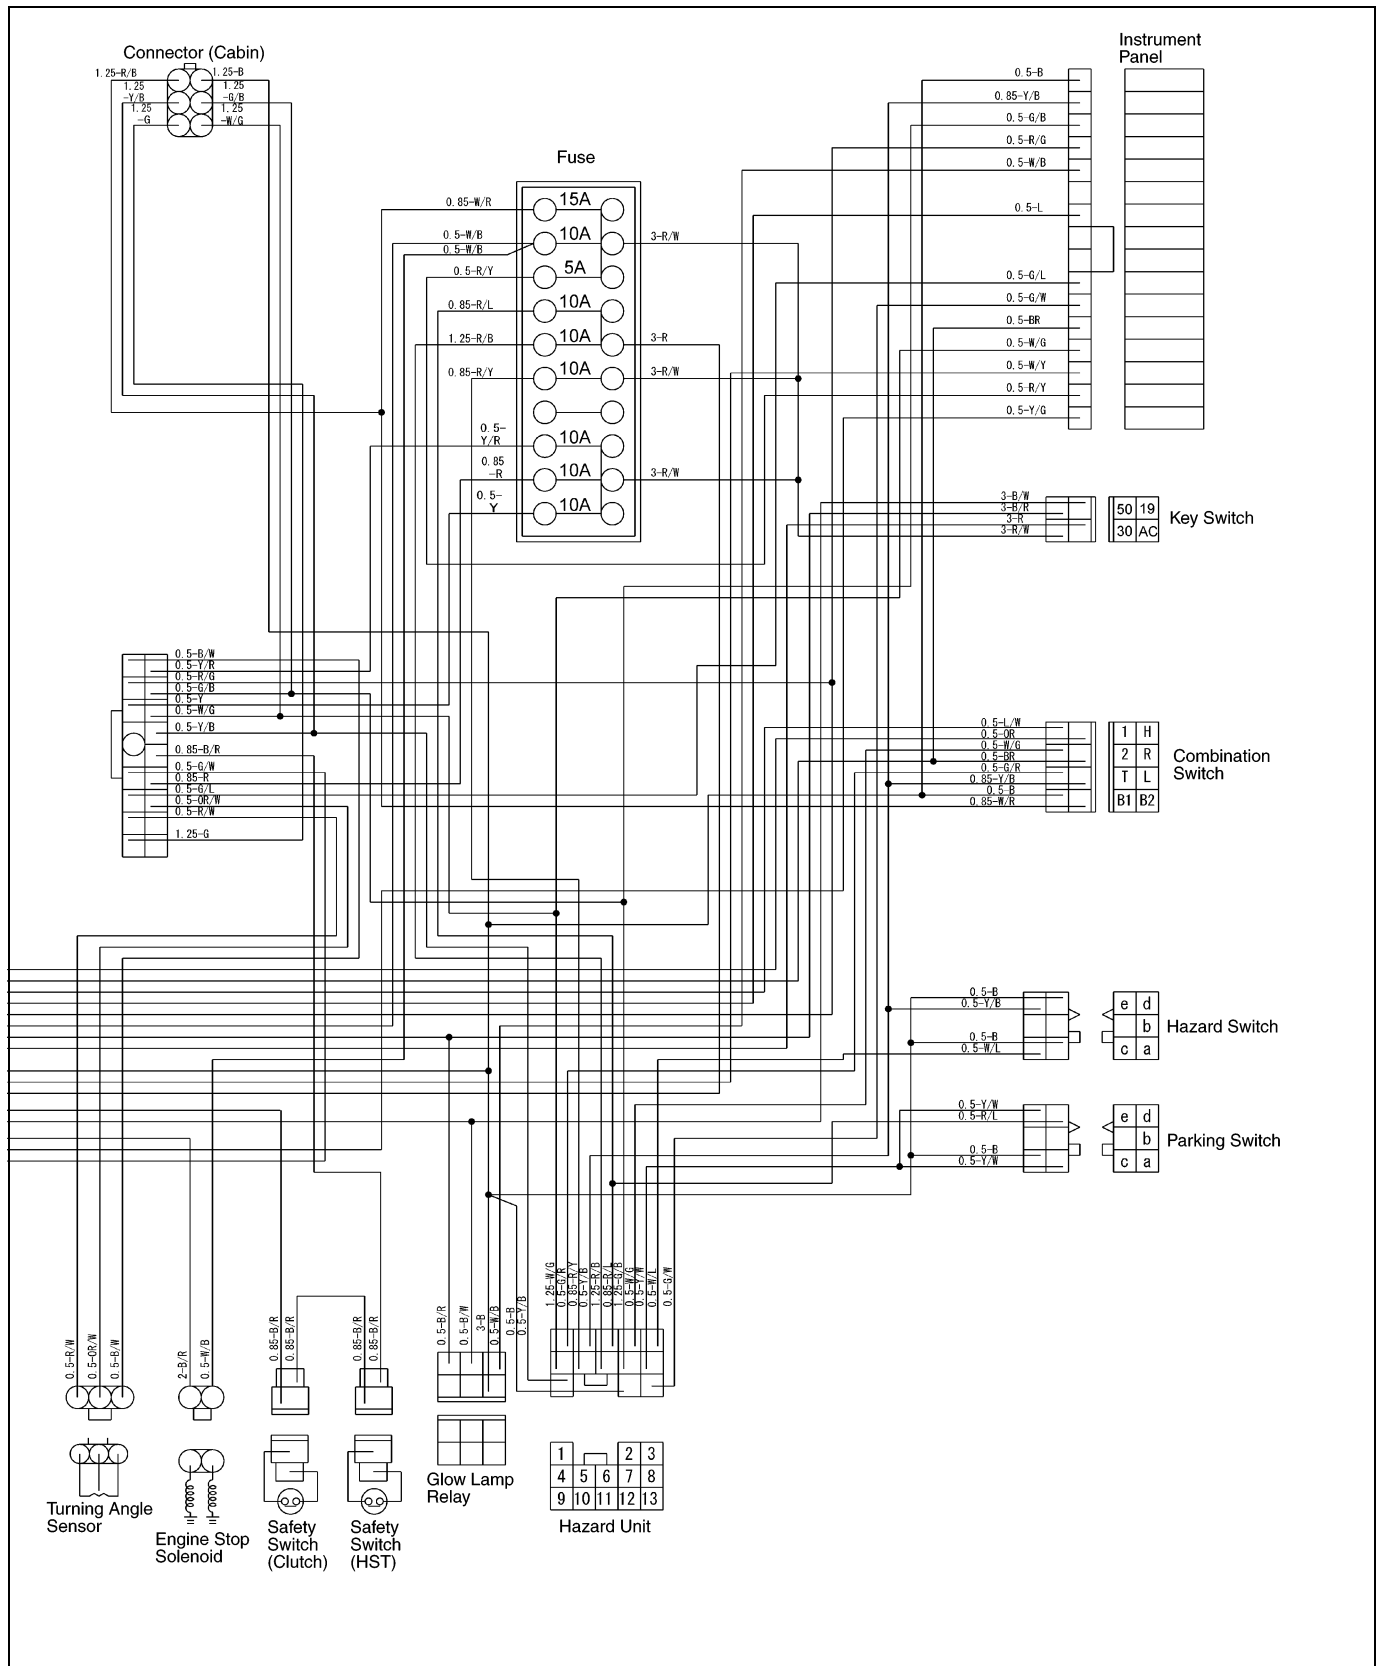 Connector (Cabin)
1.25-R/B
1.25-B
1.25
-Y/B
1.25
-G/B
1.25
-G
1.25
-W/G
Instrument
Panel
0.5-B
0.85-Y/B
0.5-G/B
0.5-R/G
0.5-W/B
0.5-L
0.5-G/L
0.5-G/W
0.5-BR
0.5-W/G
0.5-W/Y
0.5-R/Y
0.5-Y/G
Fuse
0.85-W/R
15A
0.5-W/B
0.5-W/B
10A
3-R/W
0.5-R/Y
5A
0.85-R/L
10A
1.25-R/B
10A
3-R
0.85-R/Y
10A
3-R/W
0.5-
Y/R
10A
0.85
-R
10A
3-R/W
0.5-
Y
10A
3-B/W
3-B/R
3-R
3-R/W
50 19
30 AC
Key Switch
0.5-B/W
0.5-Y/R
0.5-R/G
0.5-G/B
0.5-Y
0.5-W/G
0.5-Y/B
0.85-B/R
0.5-G/W
0.85-R
0.5-G/L
0.5-OR/W
0.5-R/W
1.25-G
0.5-L/W
0.5-OR
0.5-W/G
0.5-BR
0.5-G/R
0.85-Y/B
0.5-B
0.85-W/R
1 H
2 R
T L
B1 B2
Combination
Switch
0.5-B
0.5-Y/B
0.5-B
0.5-W/L
e d
b
c a
Hazard Switch
0.5-Y/W
0.5-R/L
0.5-B
0.5-Y/W
e d
b
c a
Parking Switch
0.5-R/W
0.5-OR/W
0.5-B/W
2-B/R
0.5-W/B
0.85-B/R
0.85-B/R
0.85-B/R
0.85-B/R
0.5-B/R
0.5-B/W
3-B
0.5-W/B
0.5-B
0.5-Y/B
1.25-W/G
0.5-G/R
0.85-R/Y
0.5-Y/B
1.25-R/B
0.85-R/L
1.25-G/B
0.5-W/G
0.5-Y/W
0.5-W/L
0.5-G/W
Turning Angle
Sensor
Engine Stop
Solenoid
Safety
Switch
(Clutch)
Safety
Switch
(HST)
Glow Lamp
Relay
1 2 3
4 5 6 7 8
9 10 11 12 13
Hazard Unit